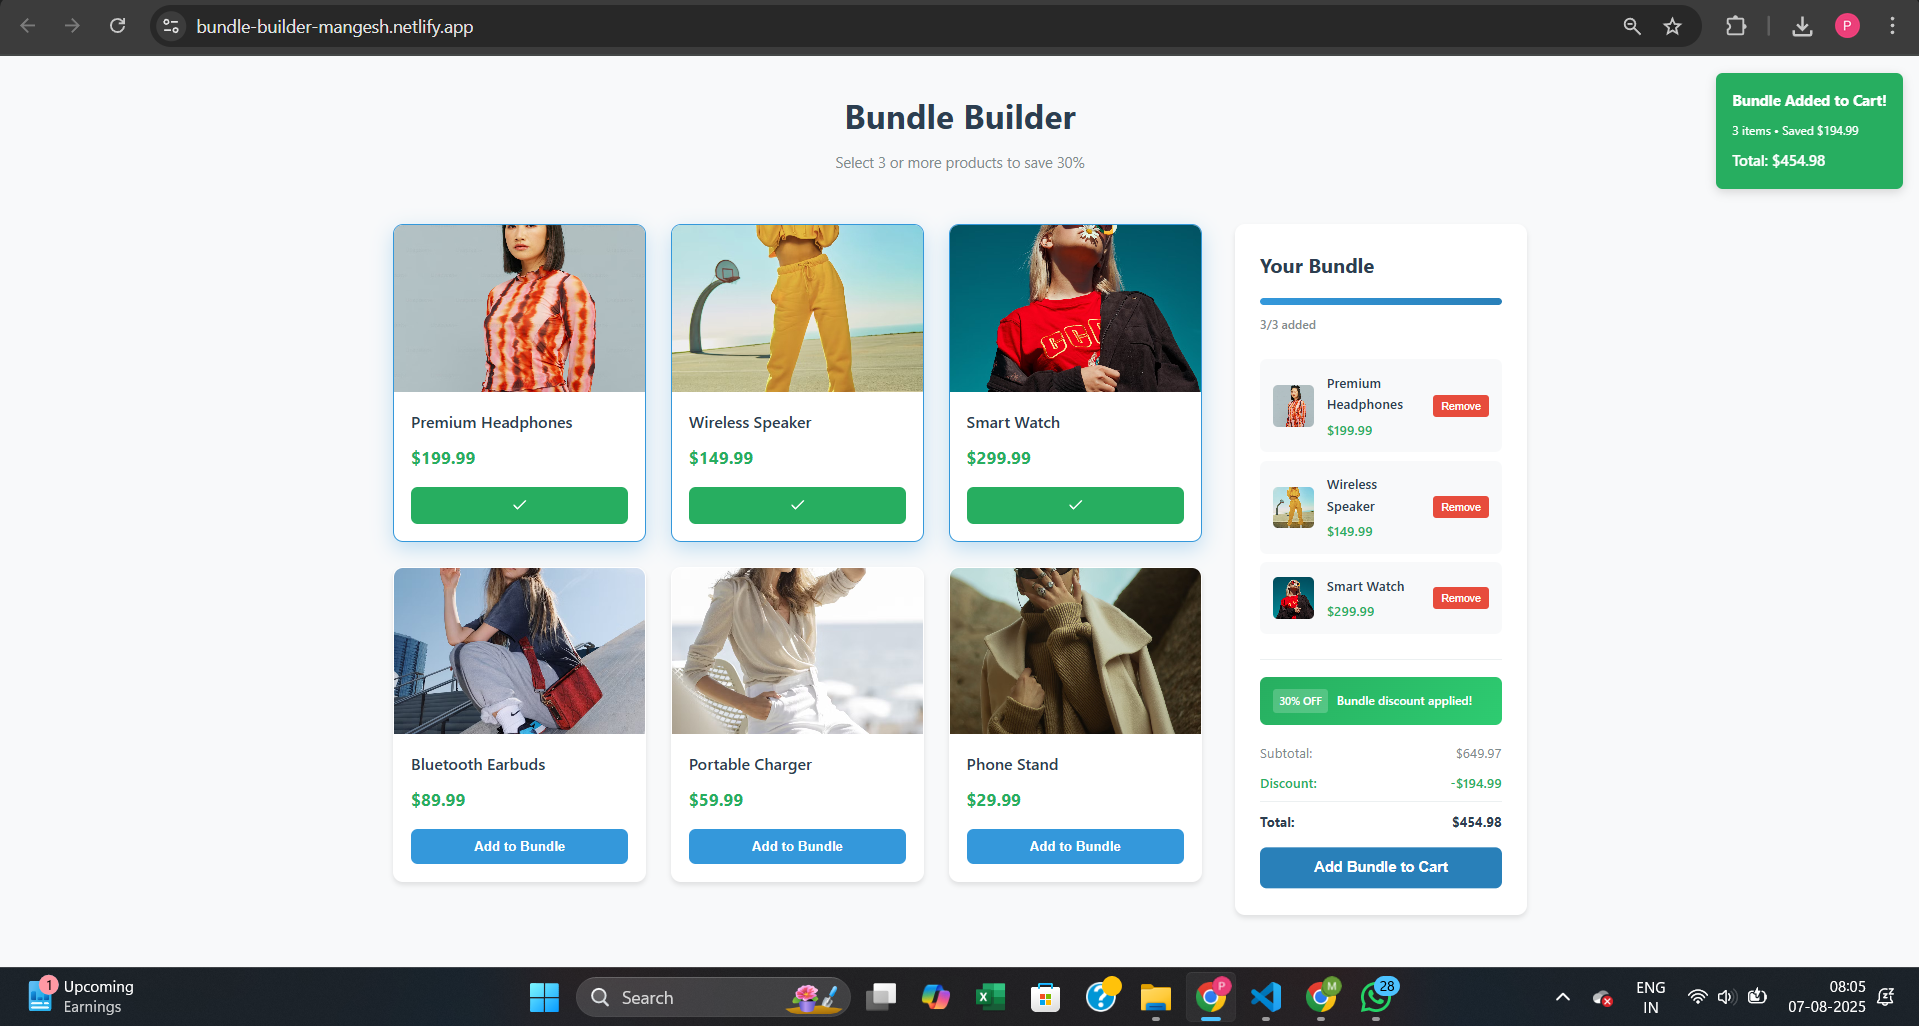 bundle-builder-mangesh.netlify.app
P
Bundle Added to Cart!
3 items • Saved $194.99
Total: $454.98
Bundle Builder
Select 3 or more products to save 30%
Premium Headphones
$199.99
✓
Wireless Speaker
$149.99
✓
Smart Watch
$299.99
✓
Bluetooth Earbuds
$89.99
Add to Bundle
Portable Charger
$59.99
Add to Bundle
Phone Stand
$29.99
Add to Bundle
Your Bundle
3/3 added
Premium
Headphones
$199.99
Remove
Wireless
Speaker
$149.99
Remove
Smart Watch
$299.99
Remove
30% OFF Bundle discount applied!
Subtotal: $649.97
Discount: -$194.99
Total: $454.98
Add Bundle to Cart
1
Upcoming
Earnings
Search
P
M
28
ENG
IN
08:05
07-08-2025